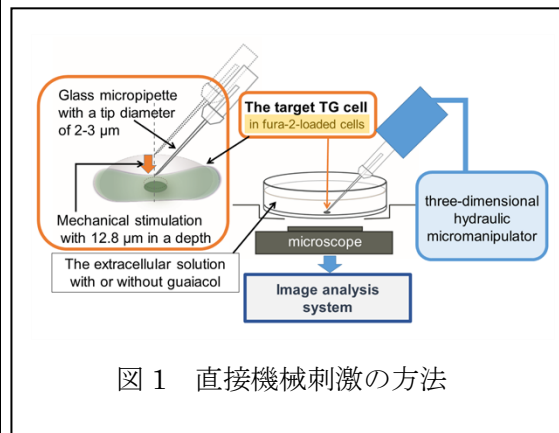 Glass micropipette
with a tip diameter
of 2-3 μm
The target TG cell
in fura-2-loaded cells
Mechanical stimulation
with 12.8 μm in a depth
The extracellular solution
with or without guaiacol
microscope
three-dimensional
hydraulic
micromanipulator
Image analysis
system
図 1 直接機械刺激の方法